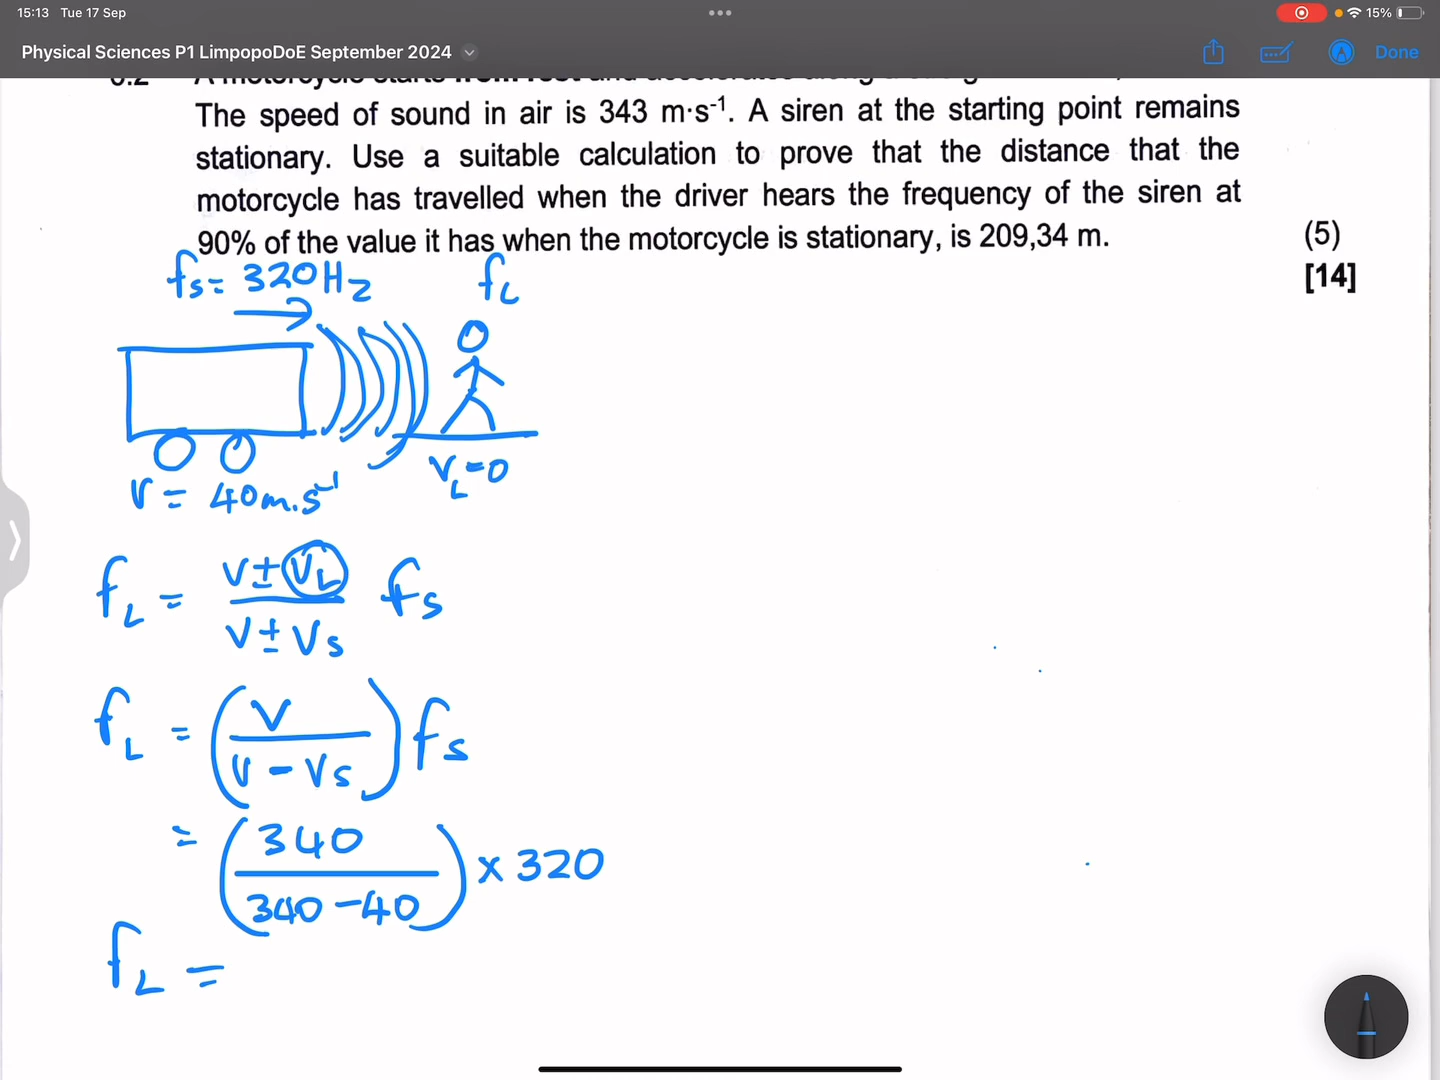 15:13 Tue 17 Sep
15%
Physical Sciences P1 LimpopoDoE September 2024
Done
The speed of sound in air is 343 m·s⁻¹. A siren at the starting point remains
stationary. Use a suitable calculation to prove that the distance that the
motorcycle has travelled when the driver hears the frequency of the siren at
90% of the value it has when the motorcycle is stationary, is 209,34 m.
(5)
[14]
fs = 320Hz
fL
V = 40m.s⁻¹
VL = 0
fL = V ± VL / V ± Vs fs
fL = (V / V - Vs) fs
= (340 / 340 - 40) x 320
fL =